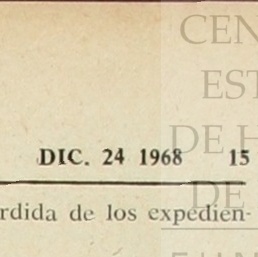 CEN
EST
DE H
DIC. 24 1968 15
DE
rdida de los expedien-